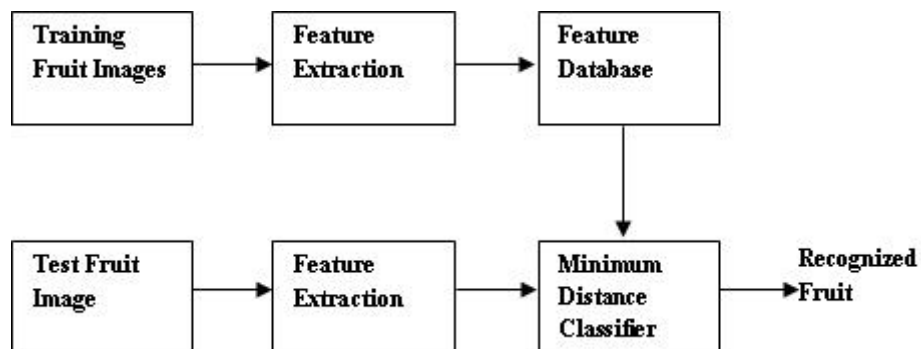 Training
Fruit Images
Feature
Extraction
Feature
Database
Test Fruit
Image
Feature
Extraction
Minimum
Distance
Classifier
Recognized
Fruit